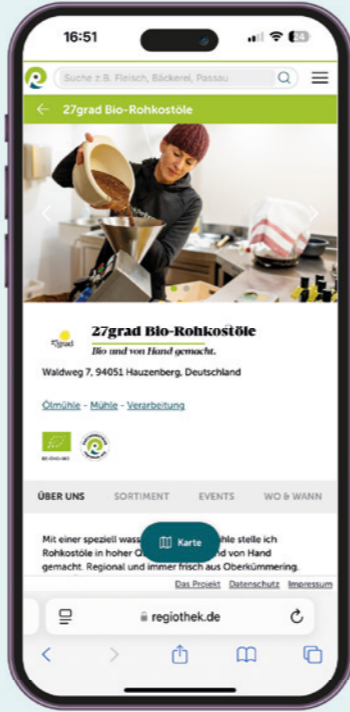 16:51
Suche z.B. Fleisch, Bäckerei, Passau
27grad Bio-Rohkostöle
27grad
27grad Bio-Rohkostöle
Bio und von Hand gemacht.
Waldweg 7, 94051 Hauzenberg, Deutschland
Ölmühle - Mühle - Verarbeitung
ÜBER UNS SORTIMENT EVENTS WO & WANN
Mit einer speziell wass hle stelle ich
Karte
Rohkostöle in hoher Q nd von Hand
gemacht. Regional und immer frisch aus Oberkümmering.
Das Projekt Datenschutz Impressum
regiothek.de